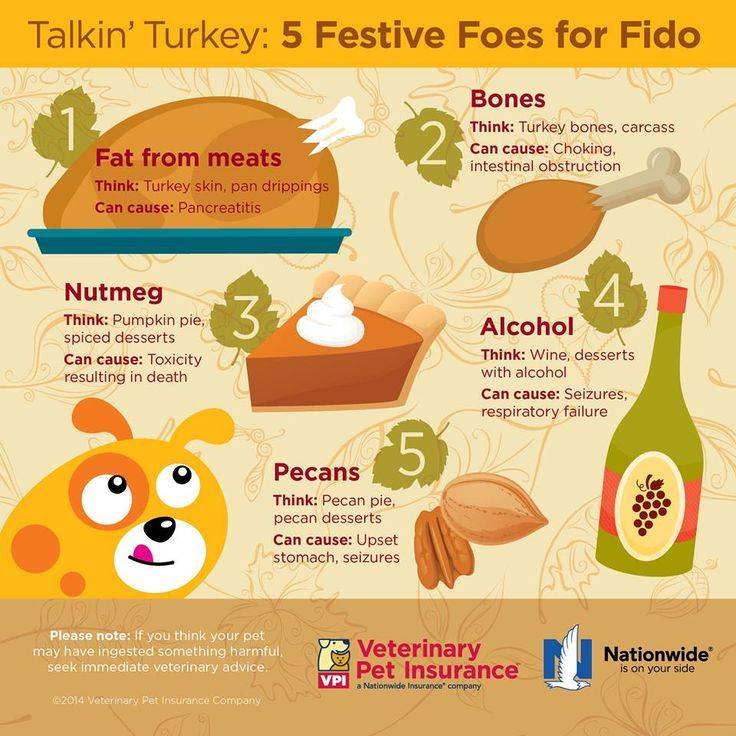 Talkin' Turkey: 5 Festive Foes for Fido
1
Fat from meats
Think: Turkey skin, pan drippings
Can cause: Pancreatitis
2
Bones
Think: Turkey bones, carcass
Can cause: Choking,
intestinal obstruction
3
Nutmeg
Think: Pumpkin pie,
spiced desserts
Can cause: Toxicity
resulting in death
4
Alcohol
Think: Wine, desserts
with alcohol
Can cause: Seizures,
respiratory failure
5
Pecans
Think: Pecan pie,
pecan desserts
Can cause: Upset
stomach, seizures
Please note: If you think your pet
may have ingested something harmful,
seek immediate veterinary advice.
©2014 Veterinary Pet Insurance Company
VPI
Veterinary
Pet Insurance®
a Nationwide Insurance® company
N
Nationwide®
is on your side